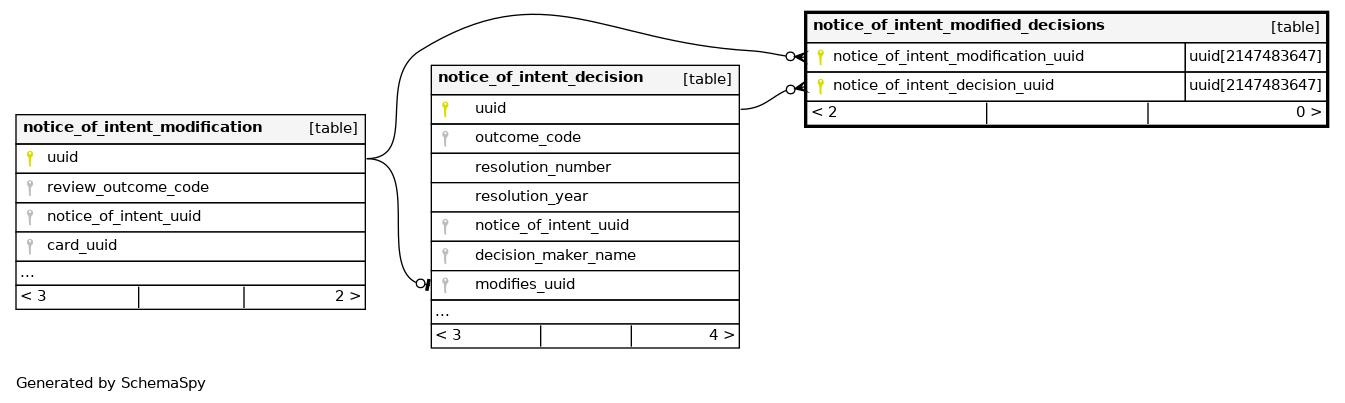 notice_of_intent_modified_decisions [table]
notice_of_intent_modification_uuid uuid[2147483647]
notice_of_intent_decision_uuid uuid[2147483647]
< 2 0 >
notice_of_intent_decision [table]
uuid
outcome_code
resolution_number
resolution_year
notice_of_intent_uuid
decision_maker_name
modifies_uuid
...
< 3 4 >
notice_of_intent_modification [table]
uuid
review_outcome_code
notice_of_intent_uuid
card_uuid
...
< 3 2 >
Generated by SchemaSpy